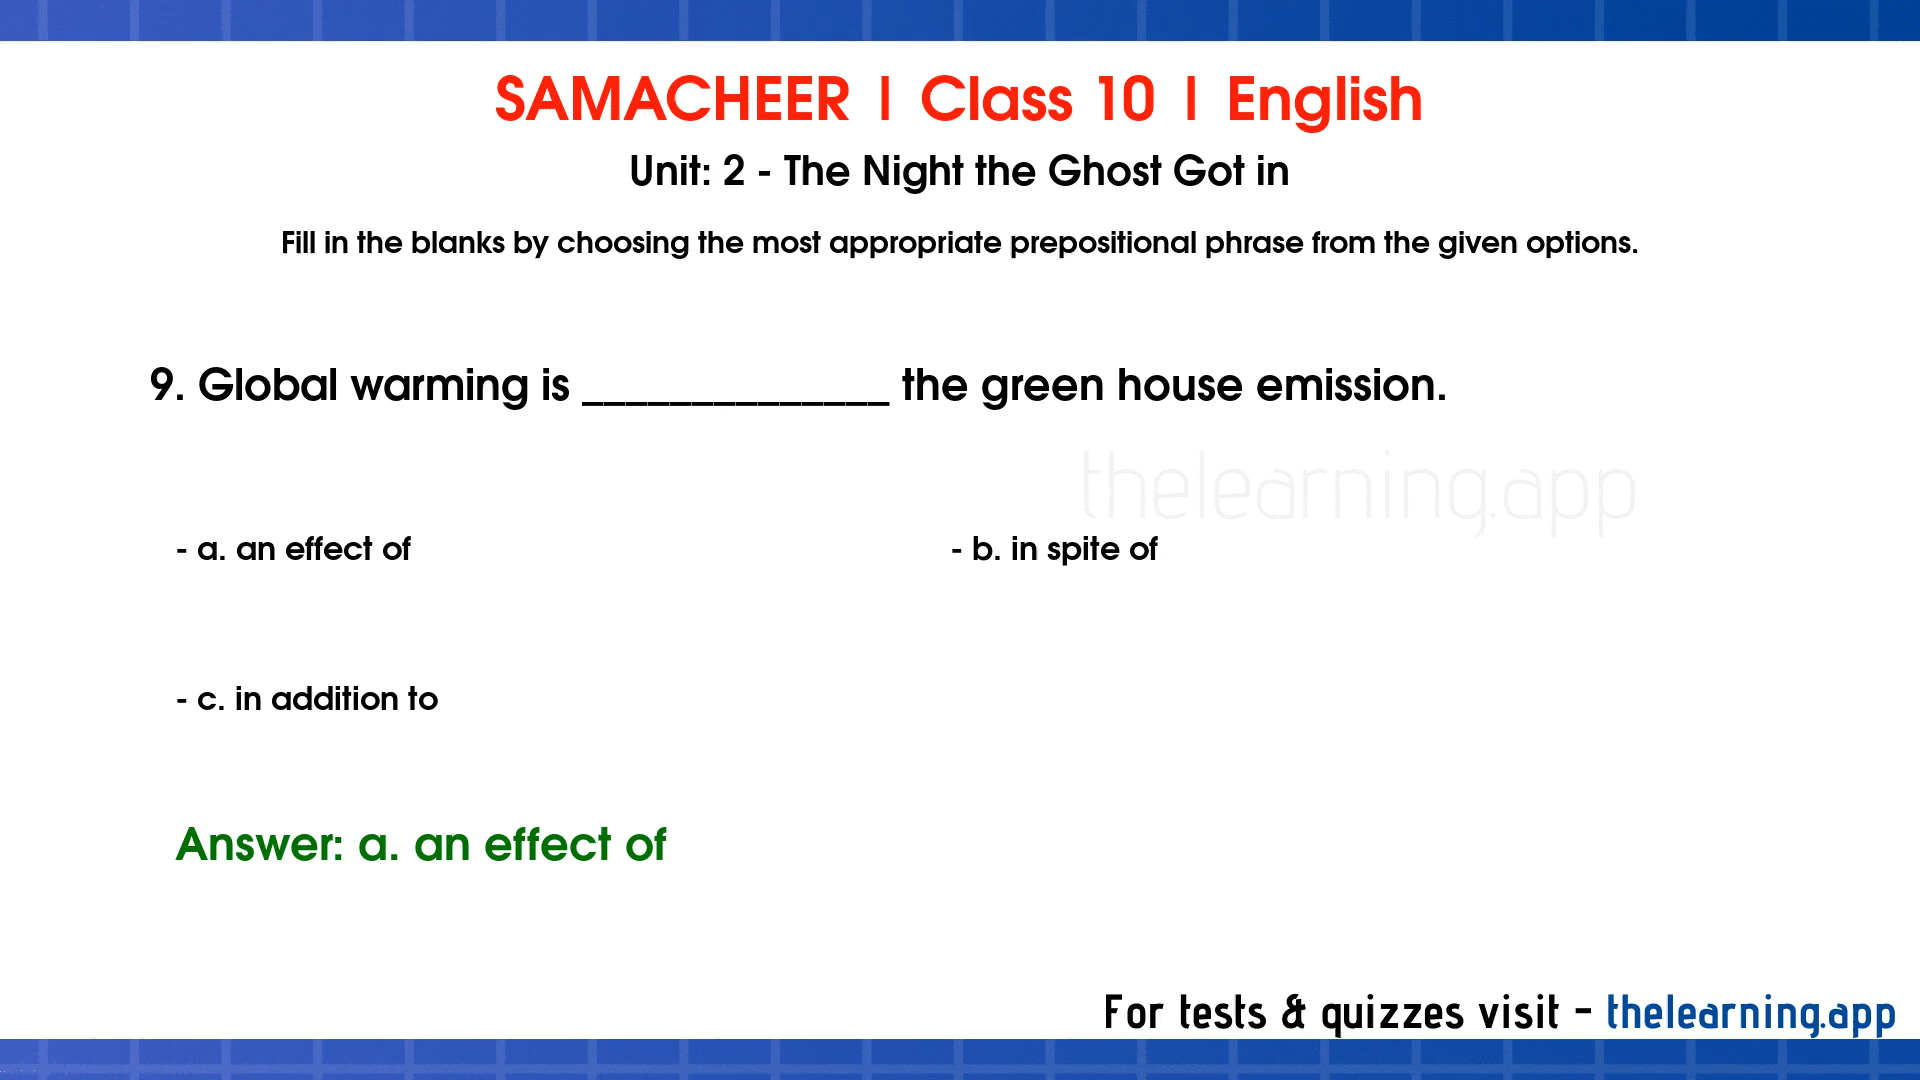 SAMACHEER | Class 10 | English
Unit: 2 - The Night the Ghost Got in
Fill in the blanks by choosing the most appropriate prepositional phrase from the given options.
9. Global warming is ______________ the green house emission.
thelearning.app
- a. an effect of
- b. in spite of
- c. in addition to
Answer: a. an effect of
For tests & quizzes visit - thelearning.app